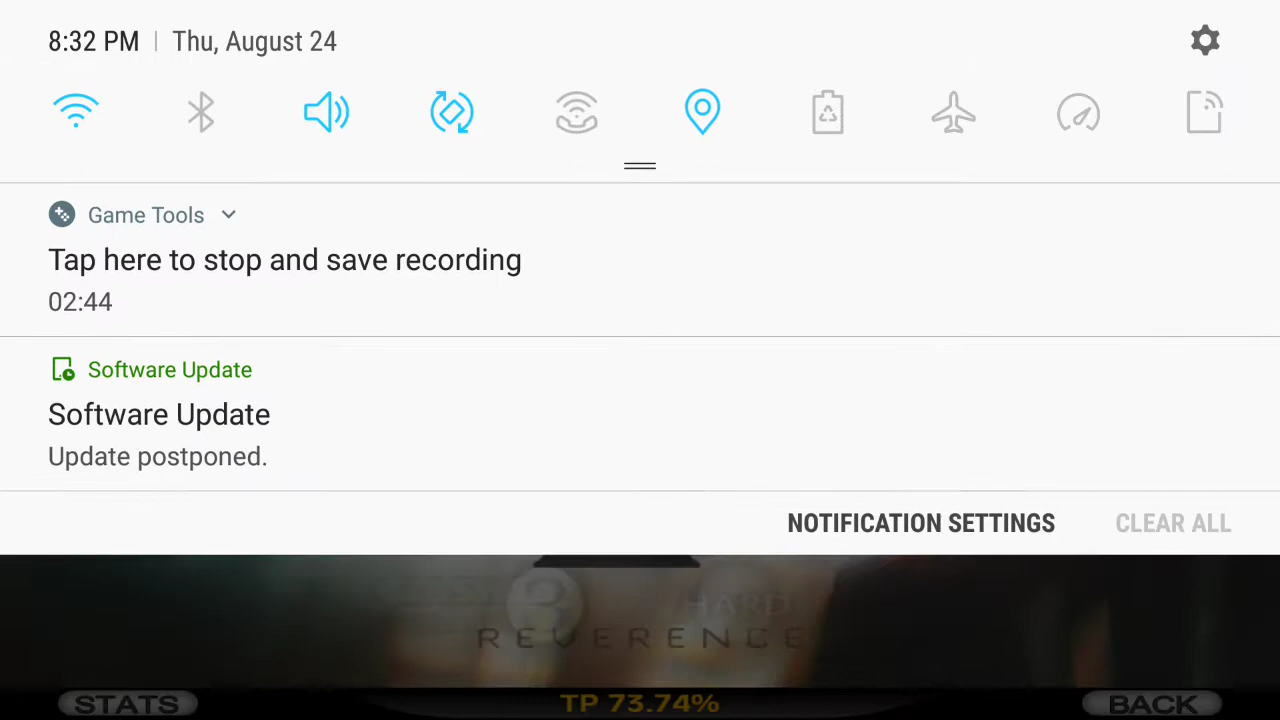 8:32 PM | Thu, August 24
Game Tools
Tap here to stop and save recording
02:44
Software Update
Software Update
Update postponed.
NOTIFICATION SETTINGS CLEAR ALL
HARD
REVERENCE
STATS TP 73.74% BACK